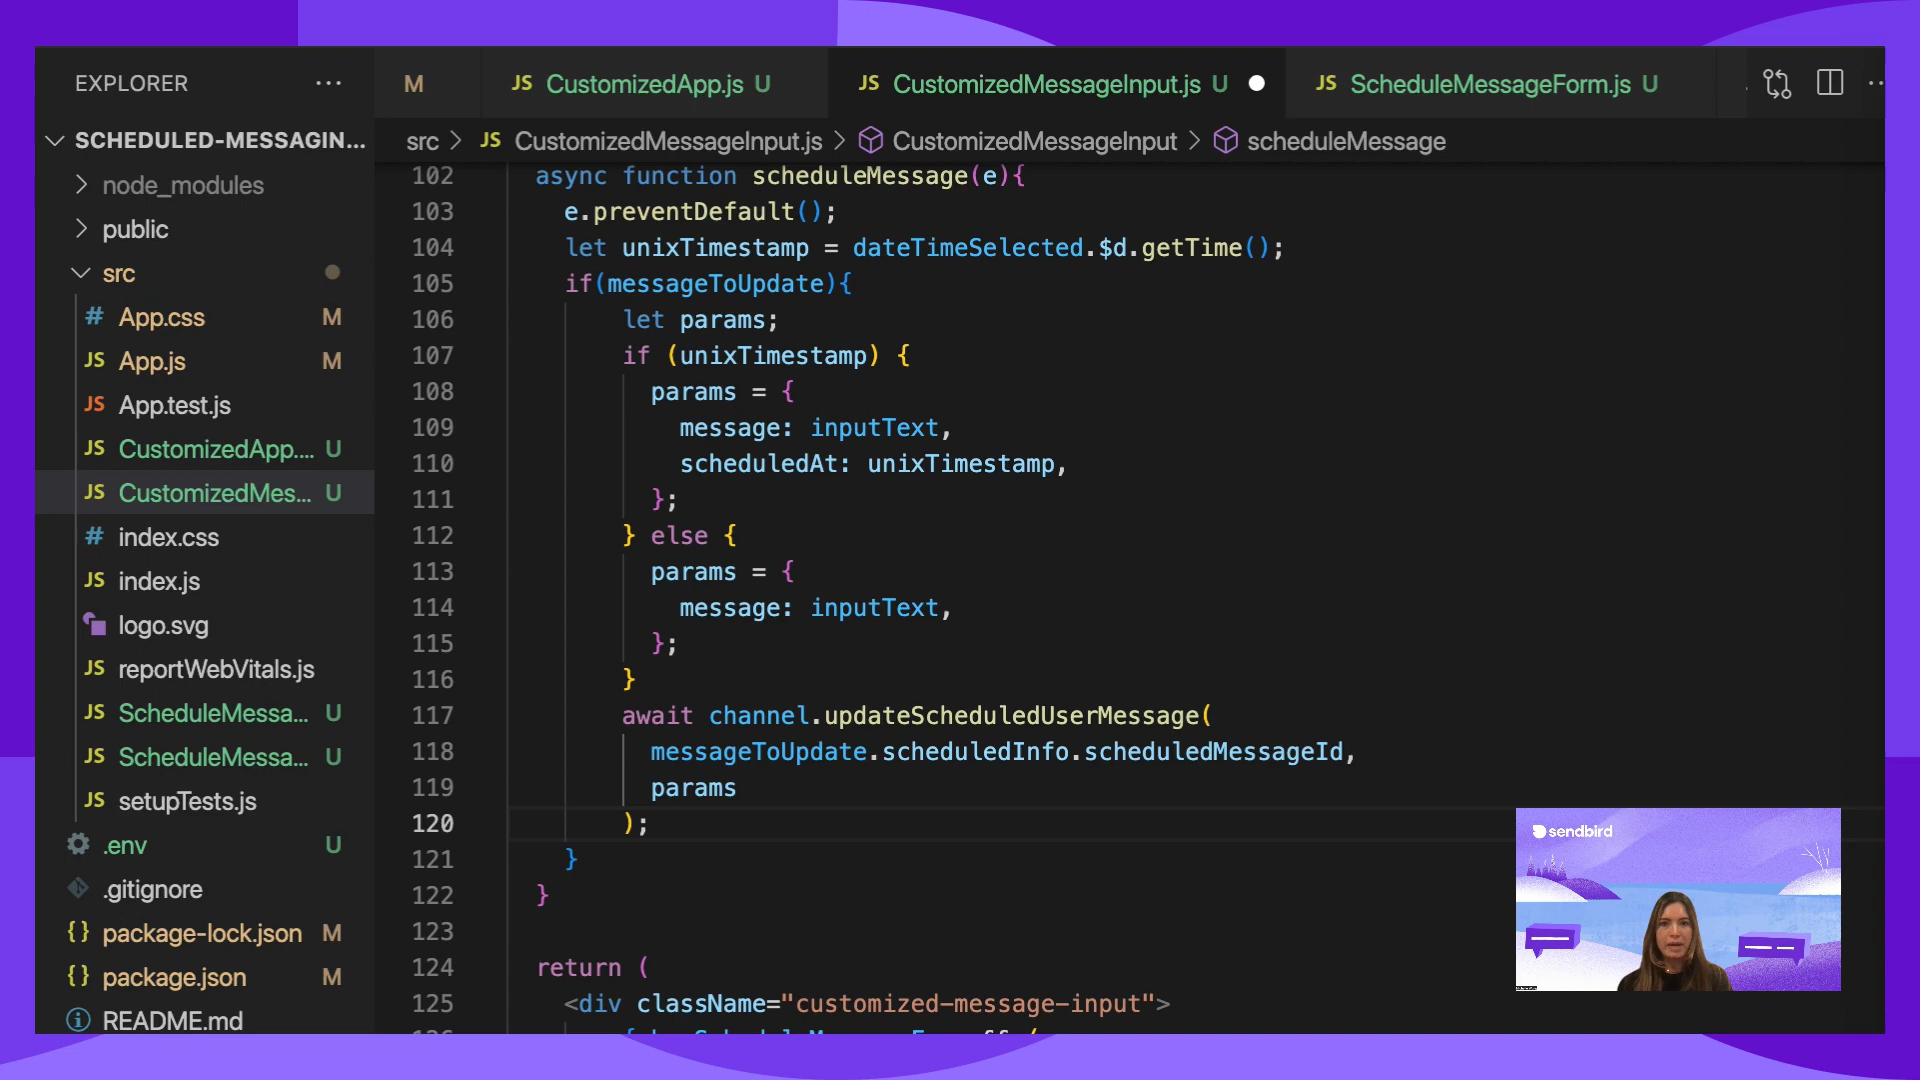 EXPLORER ...
SCHEDULED-MESSAGIN...
node_modules
public
src
# App.css M
JS App.js M
JS App.test.js
JS CustomizedApp.... U
JS CustomizedMes... U
# index.css
JS index.js
logo.svg
JS reportWebVitals.js
JS ScheduleMessa... U
JS ScheduleMessa... U
JS setupTests.js
.env U
.gitignore
{} package-lock.json M
{} package.json M
README.md
M JS CustomizedApp.js U JS CustomizedMessageInput.js U JS ScheduleMessageForm.js U
src > JS CustomizedMessageInput.js > CustomizedMessageInput > scheduleMessage
102 async function scheduleMessage(e){
103 e.preventDefault();
104 let unixTimestamp = dateTimeSelected.$d.getTime();
105 if(messageToUpdate){
106 let params;
107 if (unixTimestamp) {
108 params = {
109 message: inputText,
110 scheduledAt: unixTimestamp,
111 };
112 } else {
113 params = {
114 message: inputText,
115 };
116 }
117 await channel.updateScheduledUserMessage(
118 messageToUpdate.scheduledInfo.scheduledMessageId,
119 params
120 );
121 }
122 }
123
124 return (
125 <div className="customized-message-input">
sendbird